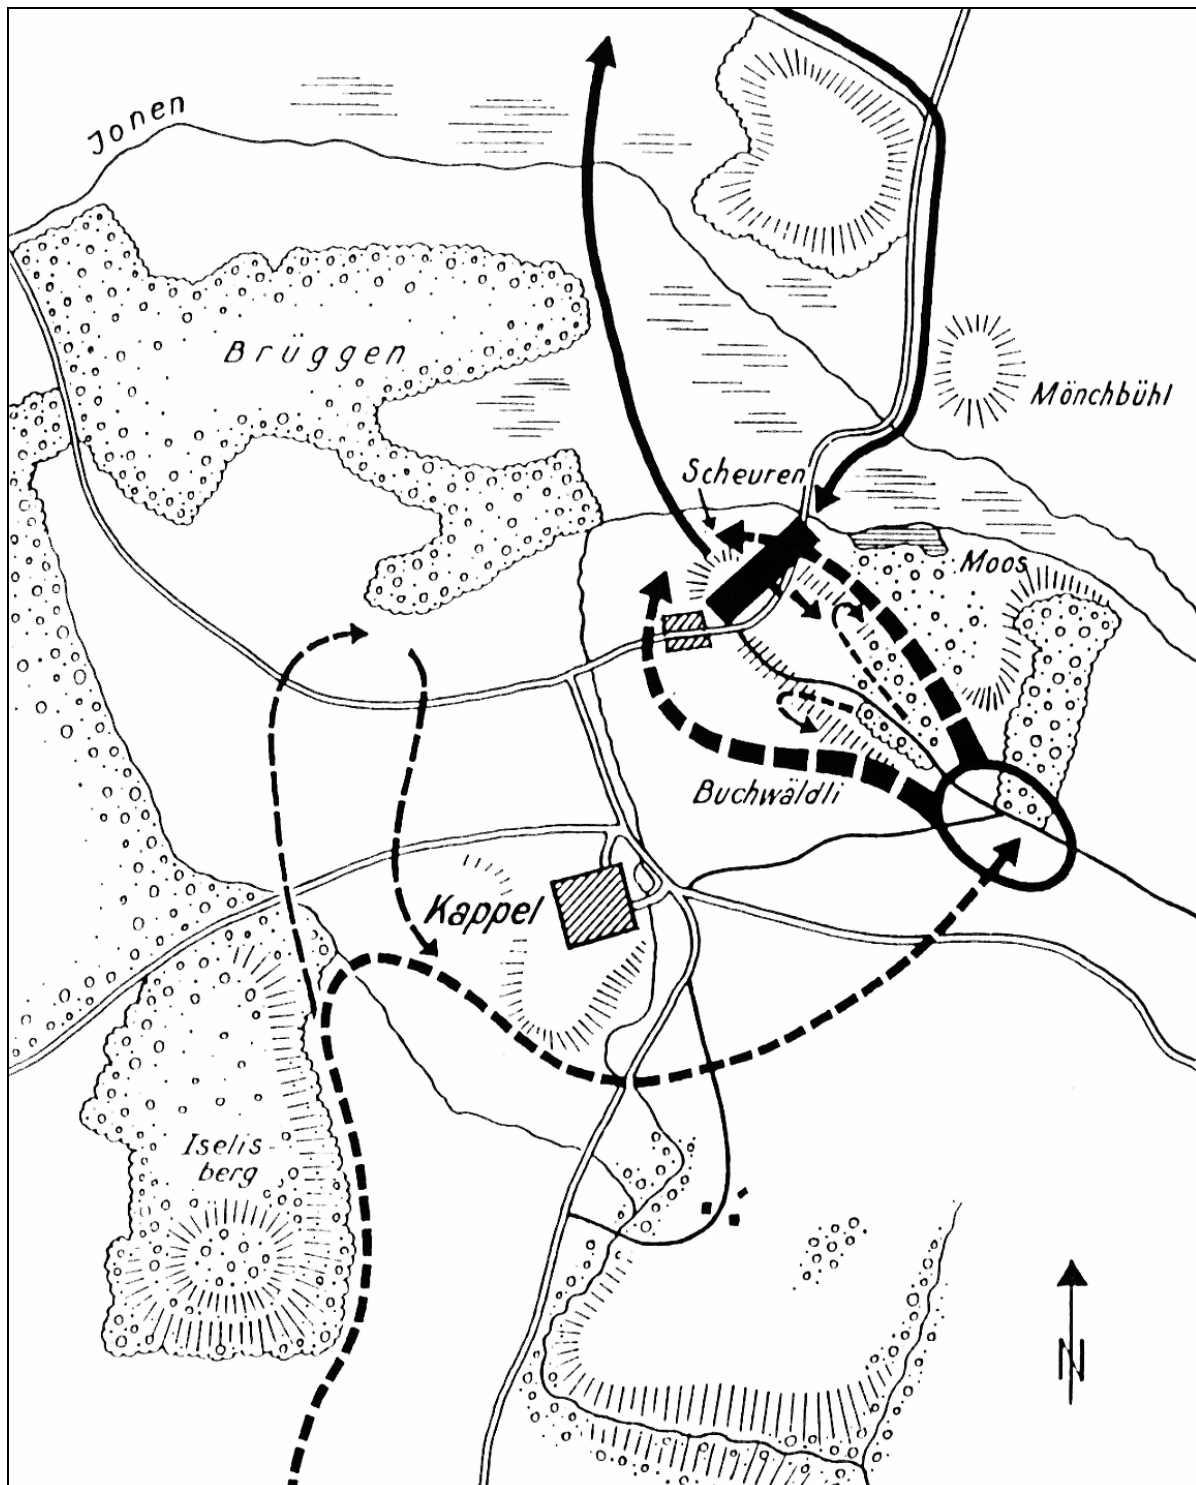 Jonen
Brüggen
Mönchbühl
Scheuren
Moos
Buchwäldli
Kappel
Iselis-
berg
N